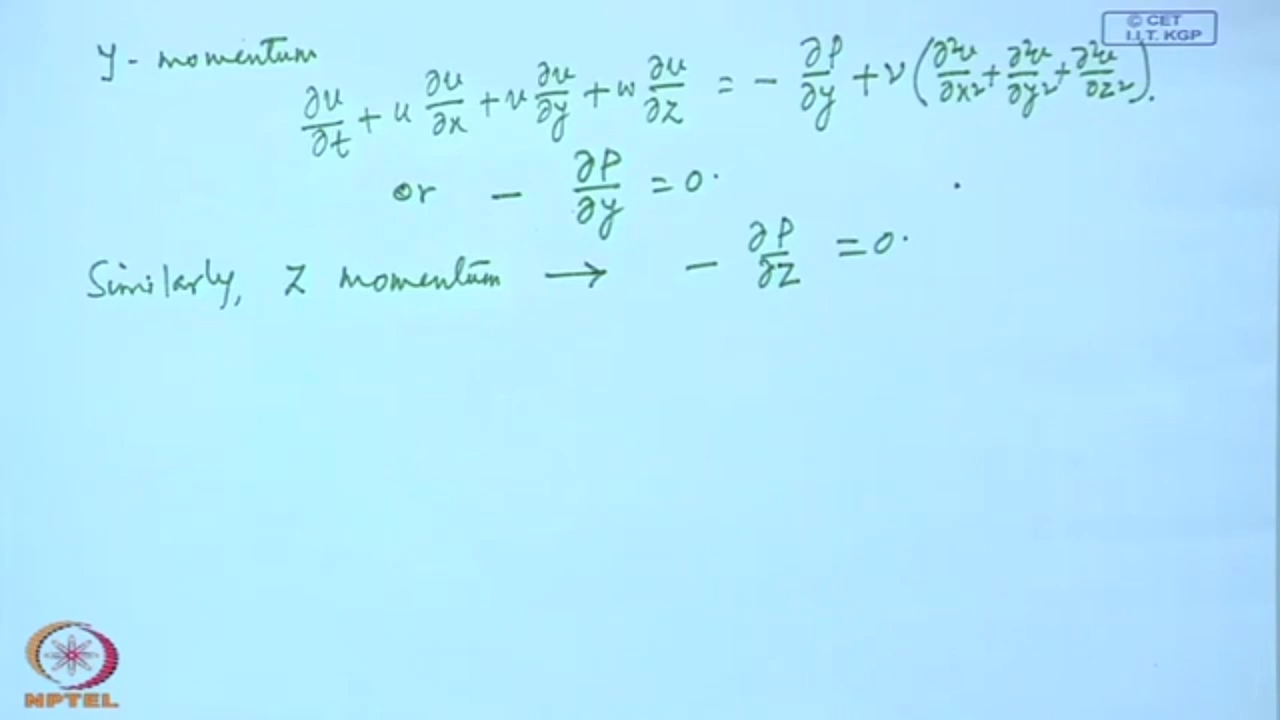 © CET
I.I.T. KGP
y - momentum
∂v/∂t + u ∂v/∂x + v ∂v/∂y + w ∂v/∂z = - ∂p/∂y + ν (∂²v/∂x² + ∂²v/∂y² + ∂²v/∂z²).
or - ∂P/∂y = 0.
Similarly, Z momentum → - ∂P/∂Z = 0.
NPTEL